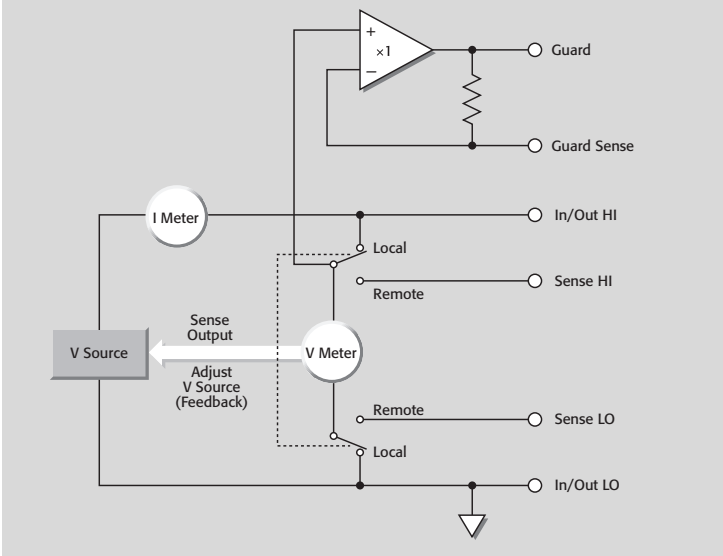 +
×1
−
Guard
Guard Sense
I Meter
In/Out HI
Local
Sense HI
Remote
Sense
Output
V Source
V Meter
Adjust
V Source
(Feedback)
Remote
Sense LO
Local
In/Out LO